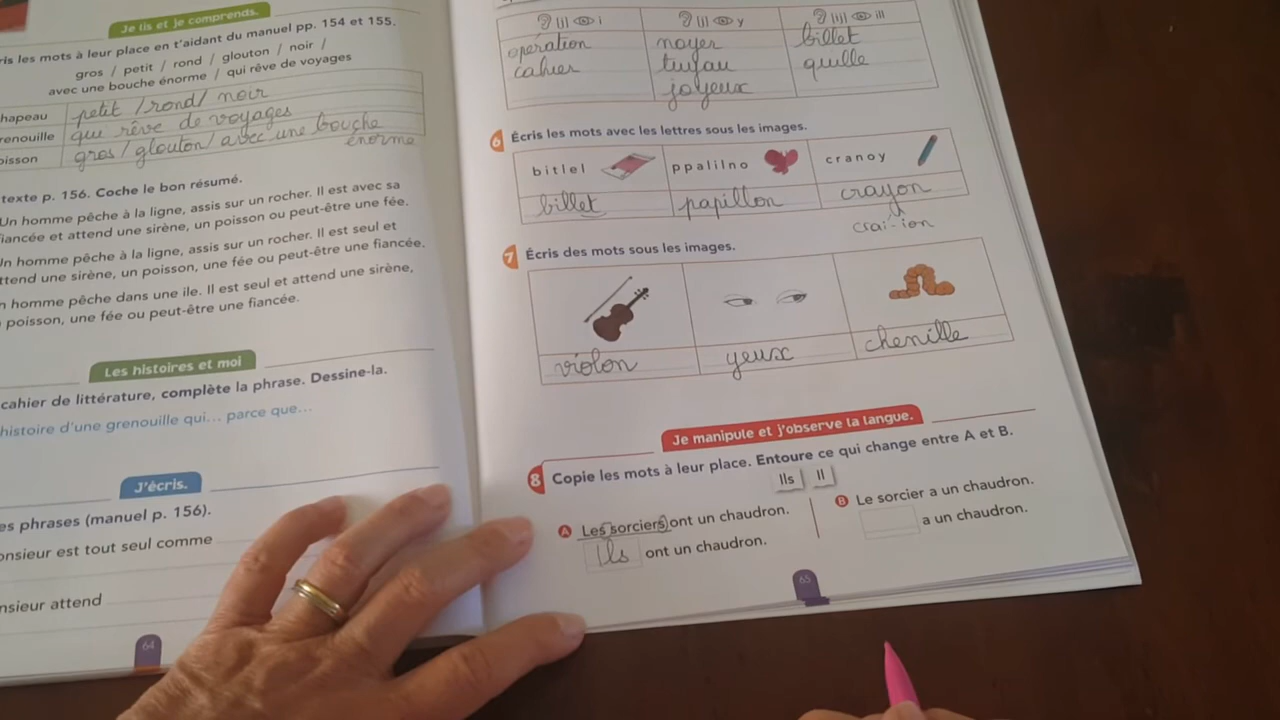 Je lis et je comprends.
ris les mots à leur place en t'aidant du manuel pp. 154 et 155.
gros / petit / rond / glouton / noir /
avec une bouche énorme / qui rêve de voyages
hapeau petit / rond / noir
renouille qui rêve de voyages
oisson gros / glouton / avec une bouche
énorme
texte p. 156. Coche le bon résumé.
Un homme pêche à la ligne, assis sur un rocher. Il est avec sa
fiancée et attend une sirène, un poisson ou peut-être une fée.
Un homme pêche à la ligne, assis sur un rocher. Il est seul et
ttend une sirène, un poisson, une fée ou peut-être une fiancée.
n homme pêche dans une ile. Il est seul et attend une sirène,
poisson, une fée ou peut-être une fiancée.
Les histoires et moi
cahier de littérature, complète la phrase. Dessine-la.
histoire d'une grenouille qui... parce que...
J'écris.
es phrases (manuel p. 156).
onsieur est tout seul comme
nsieur attend
64
i y ill
opération noyer billet
cahier tuyau quille
joyeux
6 Écris les mots avec les lettres sous les images.
bitlel ppalilno cranoy
billet papillon crayon
crai-ion
7 Écris des mots sous les images.
violon yeux chenille
Je manipule et j'observe la langue.
8 Copie les mots à leur place. Entoure ce qui change entre A et B.
Ils Il
A Les sorciers ont un chaudron.
Ils ont un chaudron.
B Le sorcier a un chaudron.
a un chaudron.
65